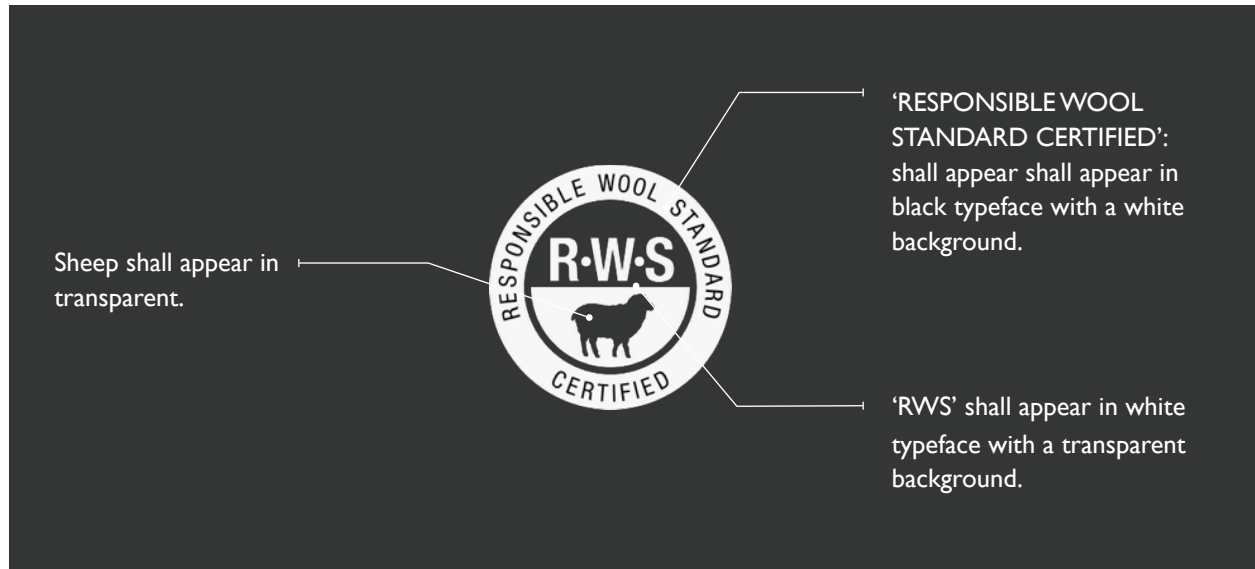 ‘RESPONSIBLE WOOL
STANDARD CERTIFIED’:
shall appear shall appear in
black typeface with a white
background.
RESPONSIBLE WOOL STANDARD
R·W·S
CERTIFIED
Sheep shall appear in
transparent.
‘RWS’ shall appear in white
typeface with a transparent
background.